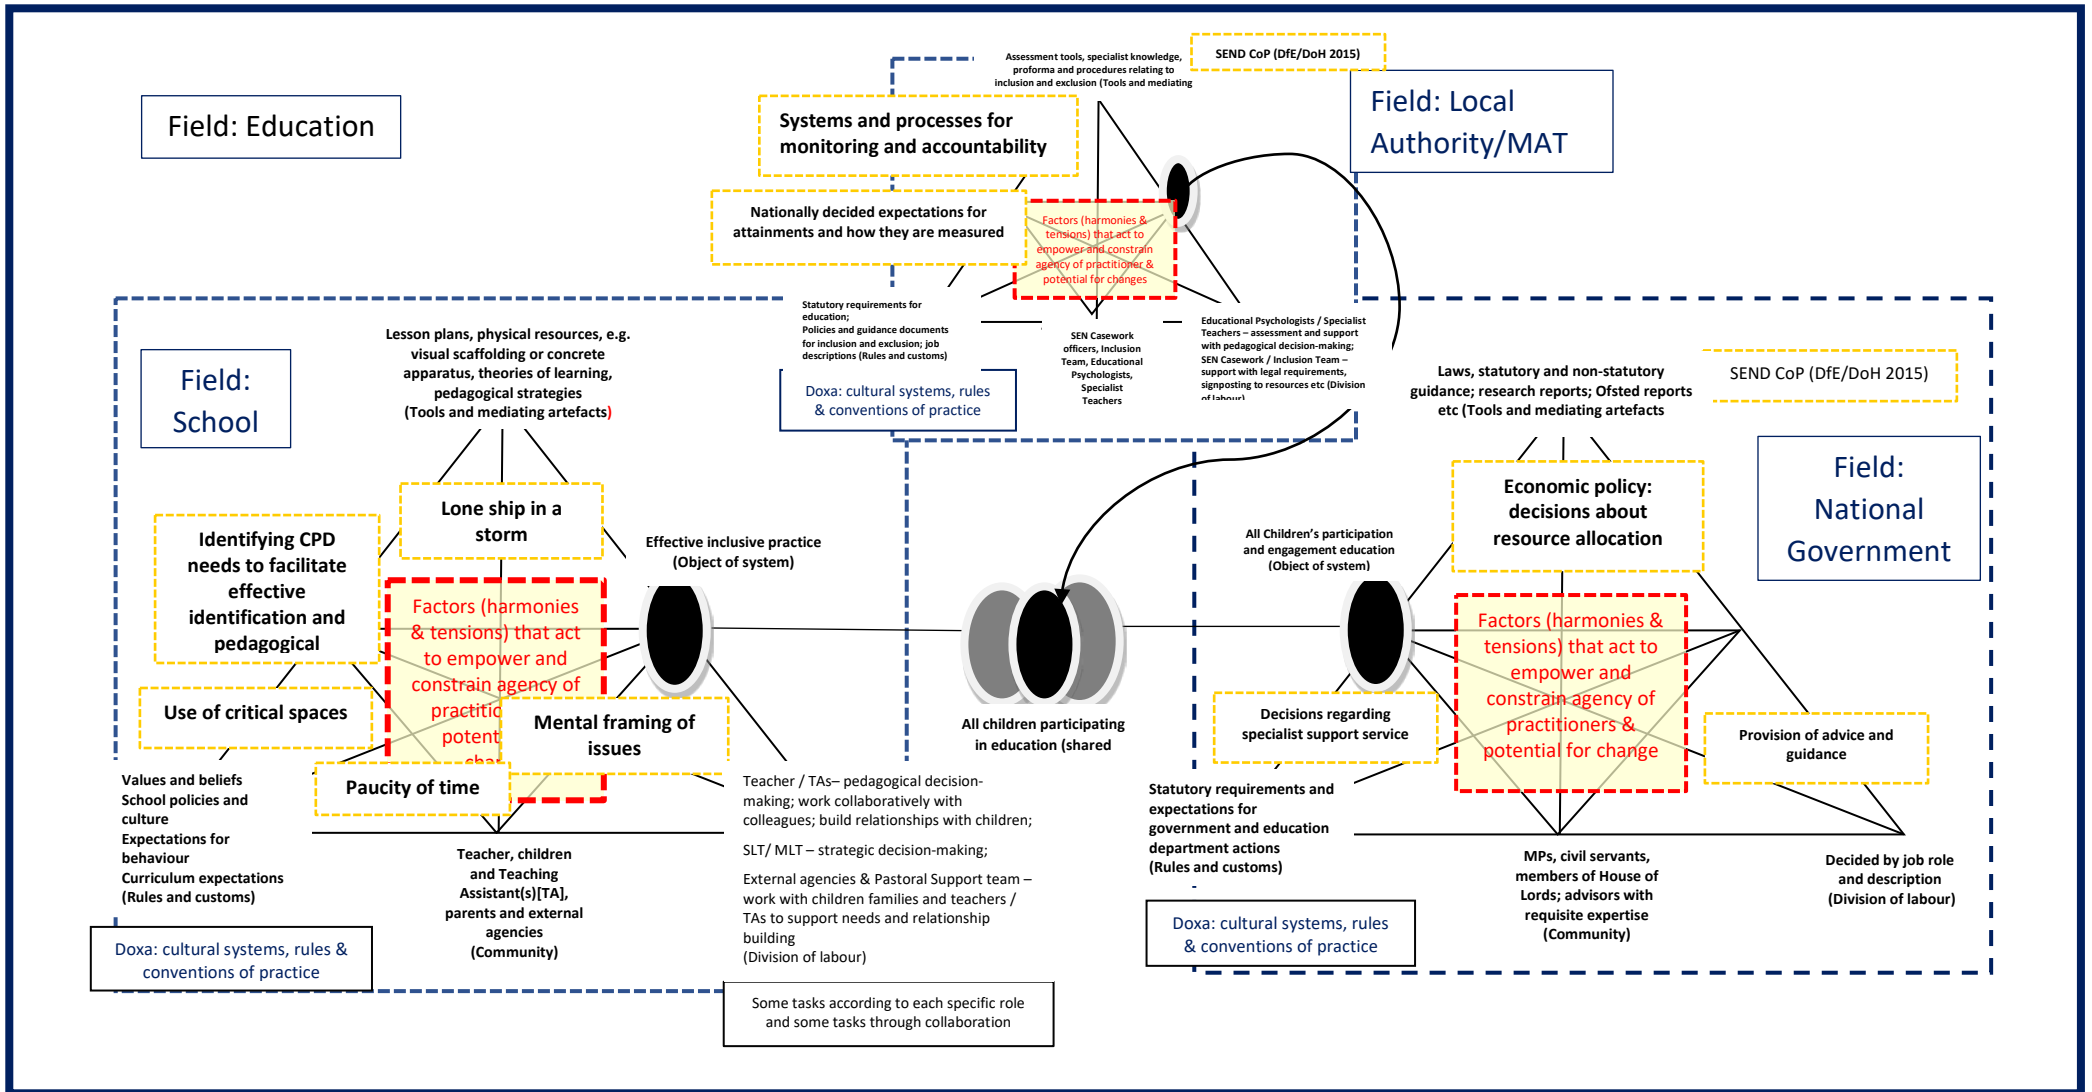 Field: Education
Assessment tools, specialist knowledge,
proforma and procedures relating to
inclusion and exclusion (Tools and mediating
SEND CoP (DfE/DoH 2015)
Field: Local
Authority/MAT
Systems and processes for
monitoring and accountability
Nationally decided expectations for
attainments and how they are measured
Factors (harmonies &
tensions) that act to
empower and constrain
agency of practitioner &
potential for changes
Statutory requirements for
education;
Policies and guidance documents
for inclusion and exclusion; job
descriptions (Rules and customs)
SEN Casework
officers, Inclusion
Team, Educational
Psychologists,
Specialist
Teachers
Educational Psychologists / Specialist
Teachers – assessment and support
with pedagogical decision-making;
SEN Casework / Inclusion Team –
support with legal requirements,
signposting to resources etc (Division
of labour)
Doxa: cultural systems, rules
& conventions of practice
Field:
School
Lesson plans, physical resources, e.g.
visual scaffolding or concrete
apparatus, theories of learning,
pedagogical strategies
(Tools and mediating artefacts)
Lone ship in a
storm
Identifying CPD
needs to facilitate
effective
identification and
pedagogical
Effective inclusive practice
(Object of system)
Factors (harmonies
& tensions) that act
to empower and
constrain agency of
practitio
potent
chan
Use of critical spaces
Mental framing of
issues
Paucity of time
Values and beliefs
School policies and
culture
Expectations for
behaviour
Curriculum expectations
(Rules and customs)
Teacher, children
and Teaching
Assistant(s)[TA],
parents and external
agencies
(Community)
Teacher / TAs– pedagogical decision-
making; work collaboratively with
colleagues; build relationships with children;
SLT/ MLT – strategic decision-making;
External agencies & Pastoral Support team –
work with children families and teachers /
TAs to support needs and relationship
building
(Division of labour)
Doxa: cultural systems, rules &
conventions of practice
Some tasks according to each specific role
and some tasks through collaboration
All children participating
in education (shared
Laws, statutory and non-statutory
guidance; research reports; Ofsted reports
etc (Tools and mediating artefacts
SEND CoP (DfE/DoH 2015)
Field:
National
Government
Economic policy:
decisions about
resource allocation
All Children’s participation
and engagement education
(Object of system)
Factors (harmonies &
tensions) that act to
empower and
constrain agency of
practitioners &
potential for change
Decisions regarding
specialist support service
Provision of advice and
guidance
Statutory requirements and
expectations for
government and education
department actions
(Rules and customs)
MPs, civil servants,
members of House of
Lords; advisors with
requisite expertise
(Community)
Decided by job role
and description
(Division of labour)
Doxa: cultural systems, rules
& conventions of practice